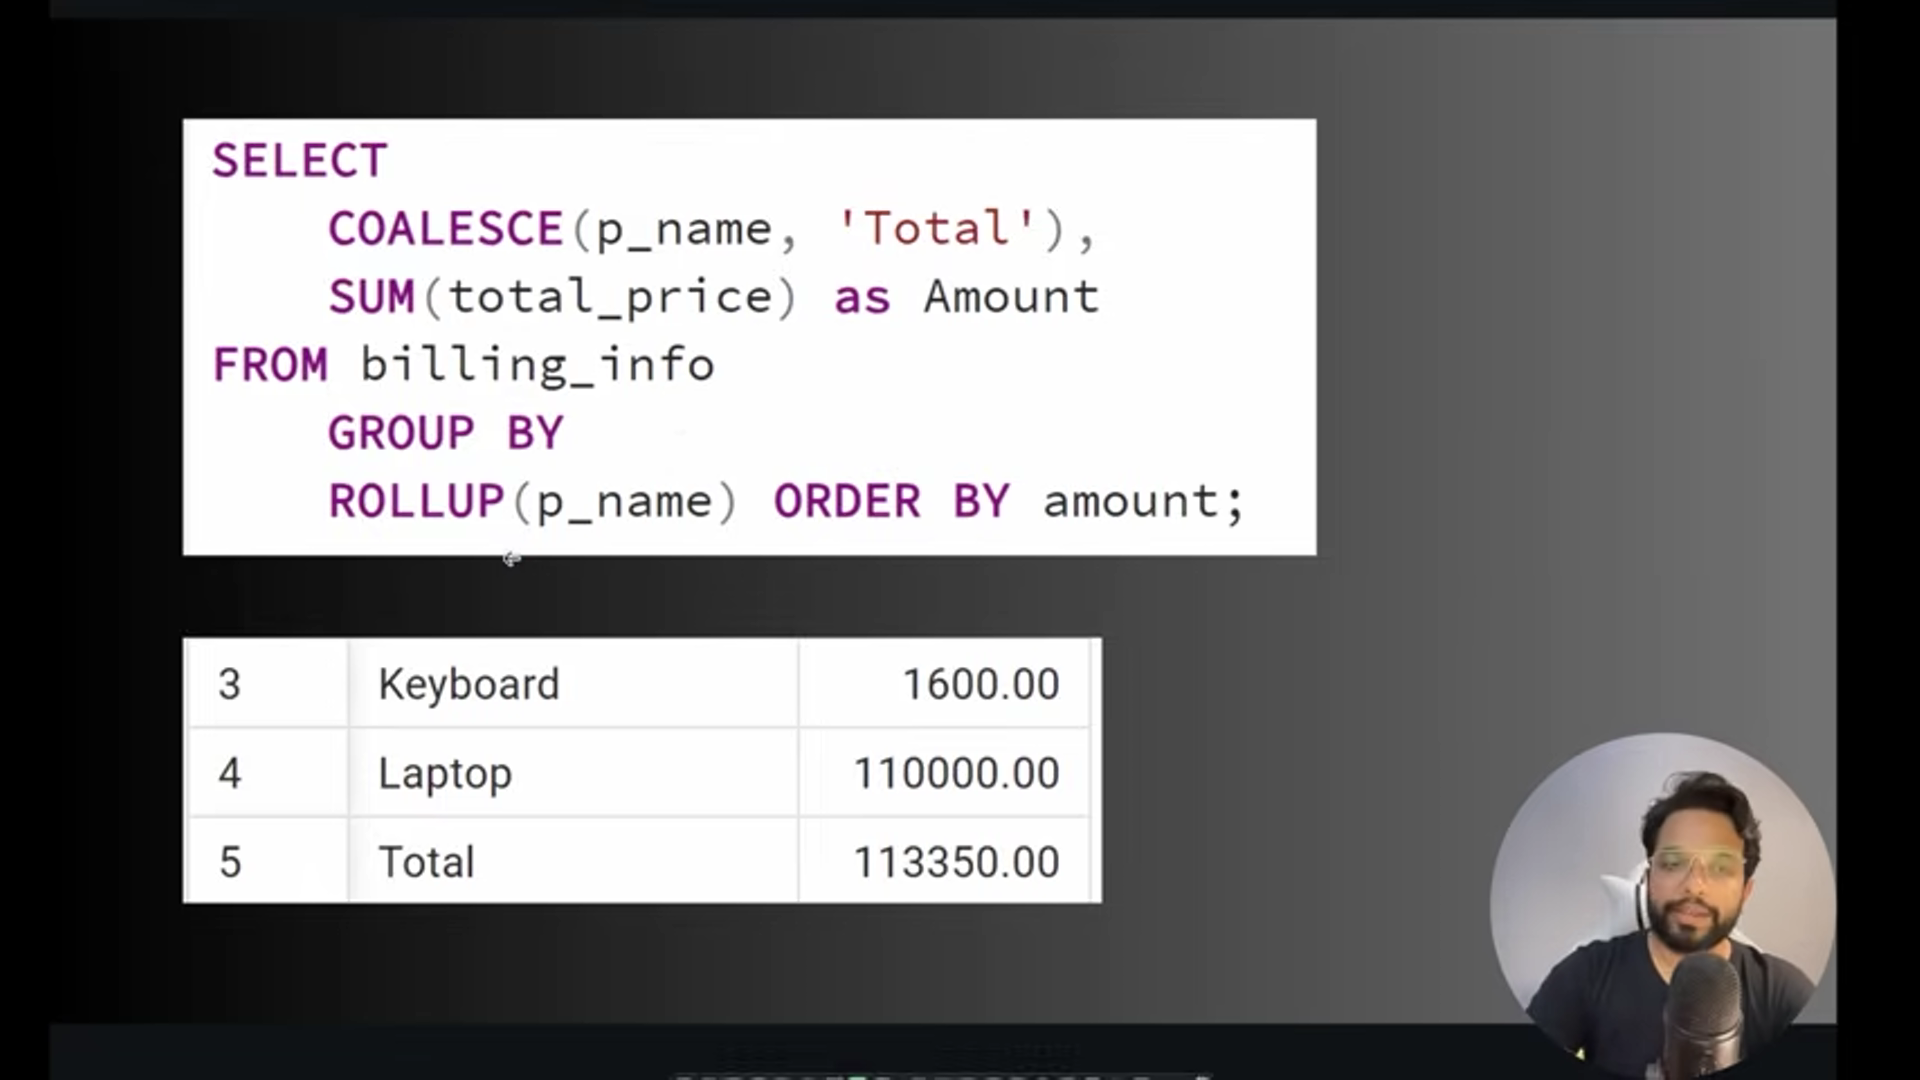 SELECT
COALESCE(p_name, 'Total'),
SUM(total_price) as Amount
FROM billing_info
GROUP BY
ROLLUP(p_name) ORDER BY amount;
3 Keyboard 1600.00
4 Laptop 110000.00
5 Total 113350.00